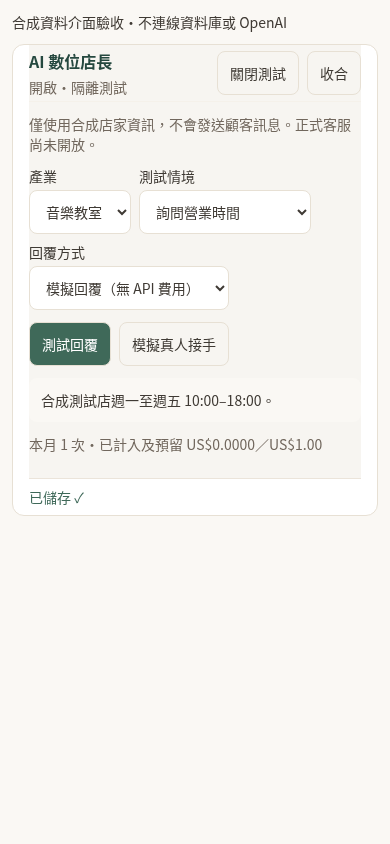 合成資料介面驗收・不連線資料庫或 OpenAI
AI 數位店長
開啟・隔離測試
關閉測試
收合
僅使用合成店家資訊，不會發送顧客訊息。正式客服
尚未開放。
產業
測試情境
音樂教室
詢問營業時間
回覆方式
模擬回覆（無 API 費用）
測試回覆
模擬真人接手
合成測試店週一至週五 10:00–18:00。
本月 1 次・已計入及預留 US$0.0000／US$1.00
已儲存 ✓